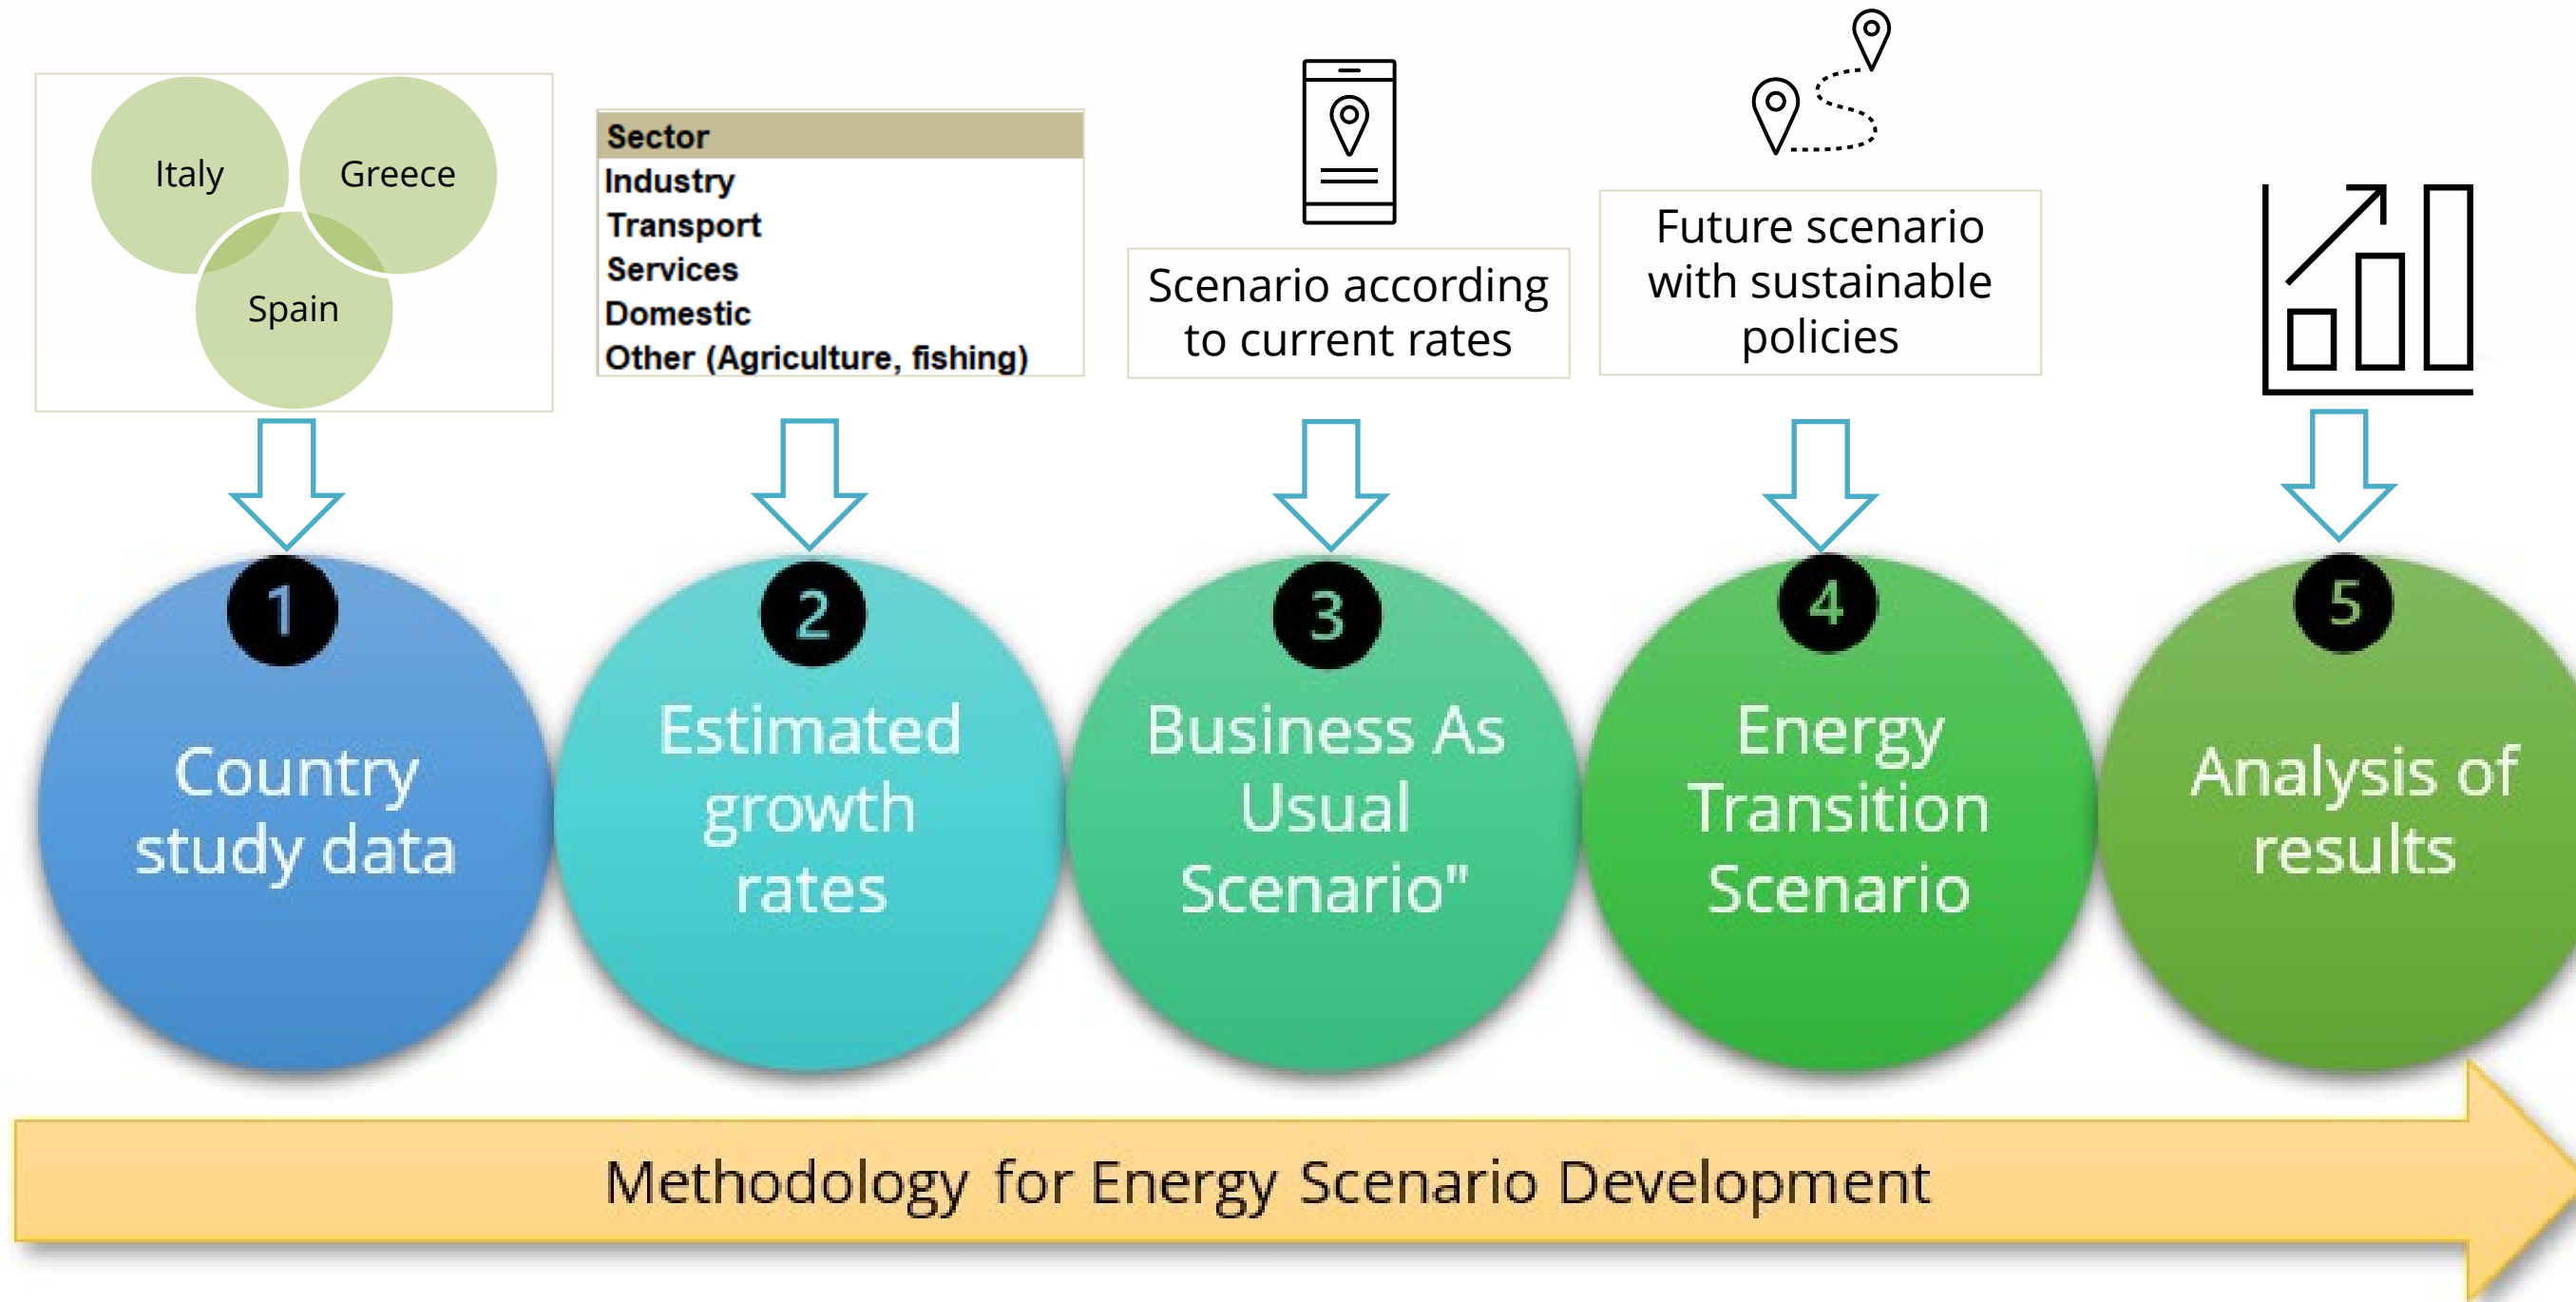 Italy
Greece
Spain
Sector
Industry
Transport
Services
Domestic
Other (Agriculture, fishing)
Scenario according
to current rates
Future scenario
with sustainable
policies
1
Country
study data
2
Estimated
growth
rates
3
Business As
Usual
Scenario"
4
Energy
Transition
Scenario
5
Analysis of
results
Methodology for Energy Scenario Development